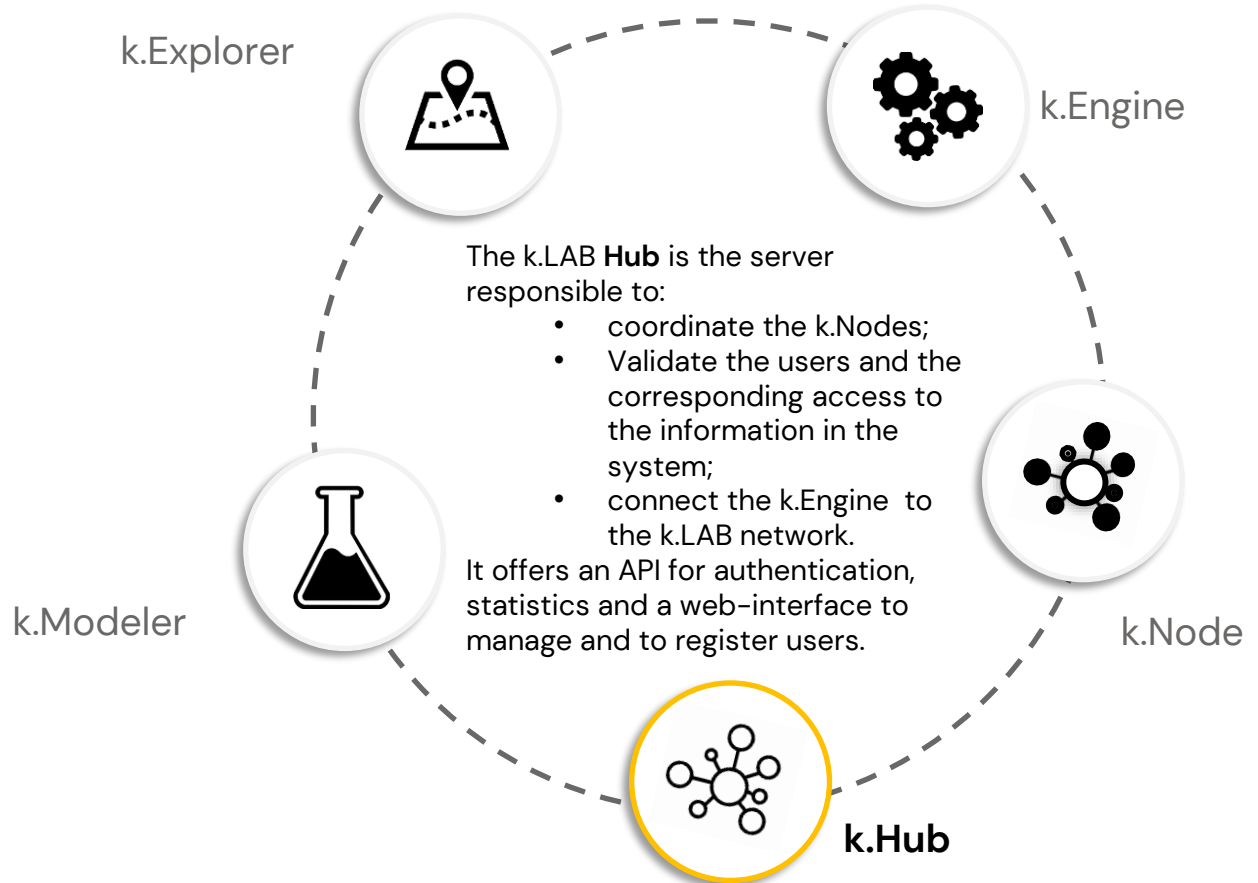 k.Explorer
k.Engine
The k.LAB Hub is the server
responsible to:
• coordinate the k.Nodes;
• Validate the users and the
corresponding access to
the information in the
system;
• connect the k.Engine to
the k.LAB network.
It offers an API for authentication,
statistics and a web-interface to
manage and to register users.
k.Modeler
k.Node
k.Hub